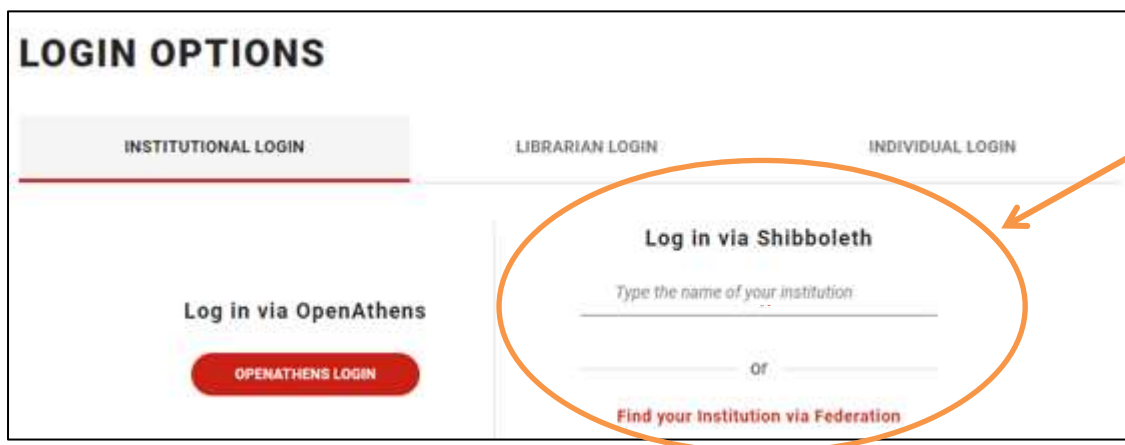 LOGIN OPTIONS
INSTITUTIONAL LOGIN
LIBRARIAN LOGIN
INDIVIDUAL LOGIN
Log in via OpenAthens
OPENATHENS LOGIN
Log in via Shibboleth
Type the name of your institution
or
Find your Institution via Federation